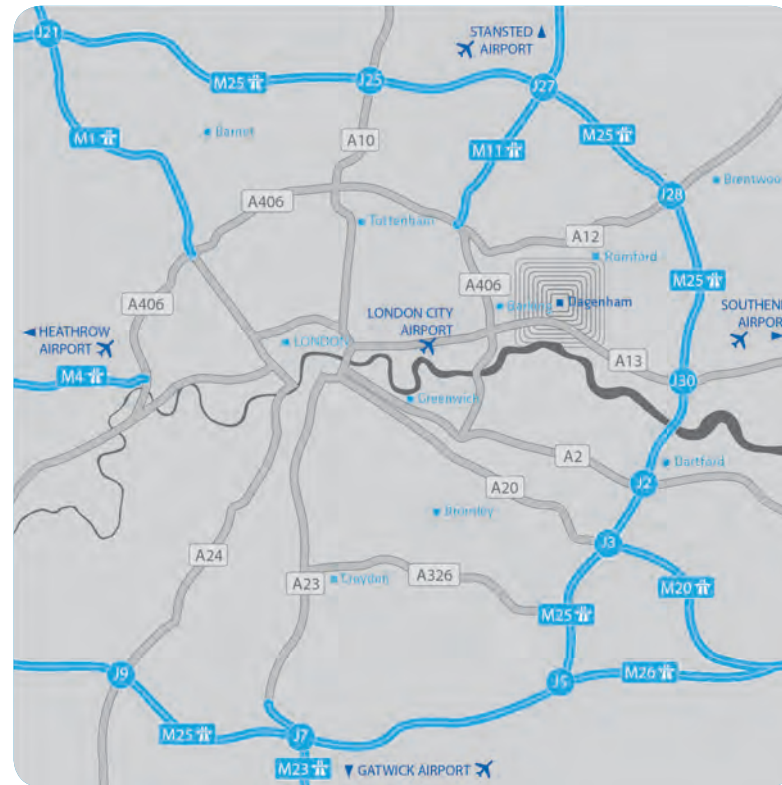 STANSTED
AIRPORT
J21
M25
J25
J27
M1
Barnet
A10
M11
M25
J28
Brentwoo
A406
Tottenham
A12
Romford
A406
A406
Barking
Dagenham
M25
HEATHROW
AIRPORT
LONDON CITY
AIRPORT
SOUTHEN
AIRPOR
LONDON
A13
M4
J30
Greenwich
A2
Dartford
J2
A20
Bromley
A24
J3
A23
Croydon
A326
M20
M25
J9
J5
M26
M25
J7
M23
GATWICK AIRPORT